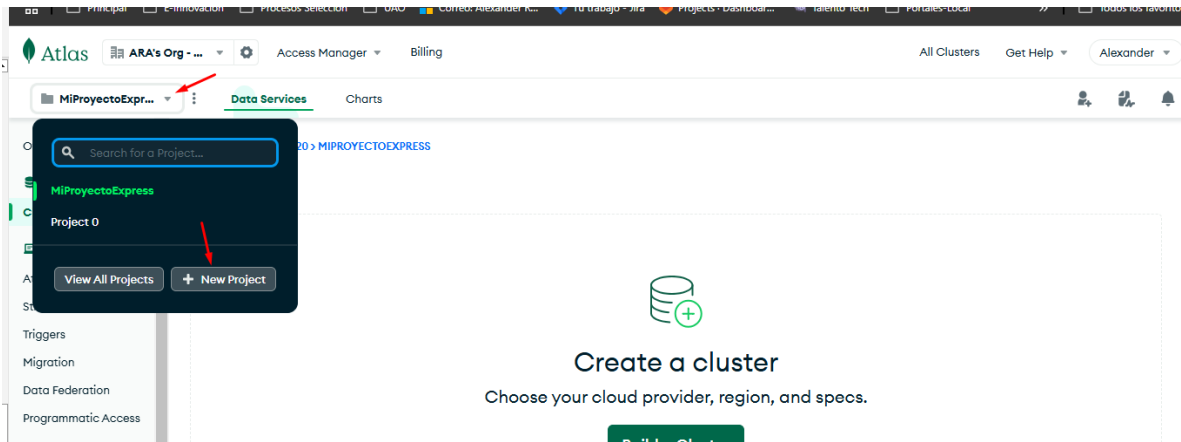 Principal E-Innovación Procesos Selección UAO Correo: Alexander R... Tu trabajo - Jira Projects · Dashboar... Talento Tech Portales-Local » Todos los favorito
Atlas ARA's Org - ... Access Manager Billing All Clusters Get Help Alexander
MiProyectoExpr... Data Services Charts
Search for a Project... 20 > MIPROYECTOEXPRESS
MiProyectoExpress
Project 0
View All Projects + New Project
Triggers
Create a cluster
Migration
Choose your cloud provider, region, and specs.
Data Federation
Programmatic Access